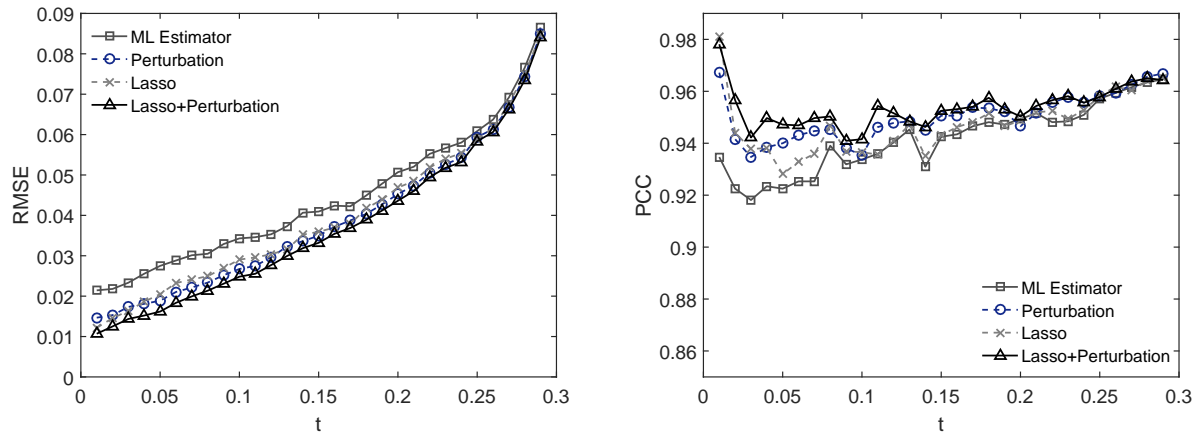 0.09
0.08
0.07
0.06
0.05
0.04
0.03
0.02
0.01
0
RMSE
ML Estimator
Perturbation
Lasso
Lasso+Perturbation
0 0.05 0.1 0.15 0.2 0.25 0.3
t
0.98
0.96
0.94
0.92
0.9
0.88
0.86
PCC
ML Estimator
Perturbation
Lasso
Lasso+Perturbation
0 0.05 0.1 0.15 0.2 0.25 0.3
t